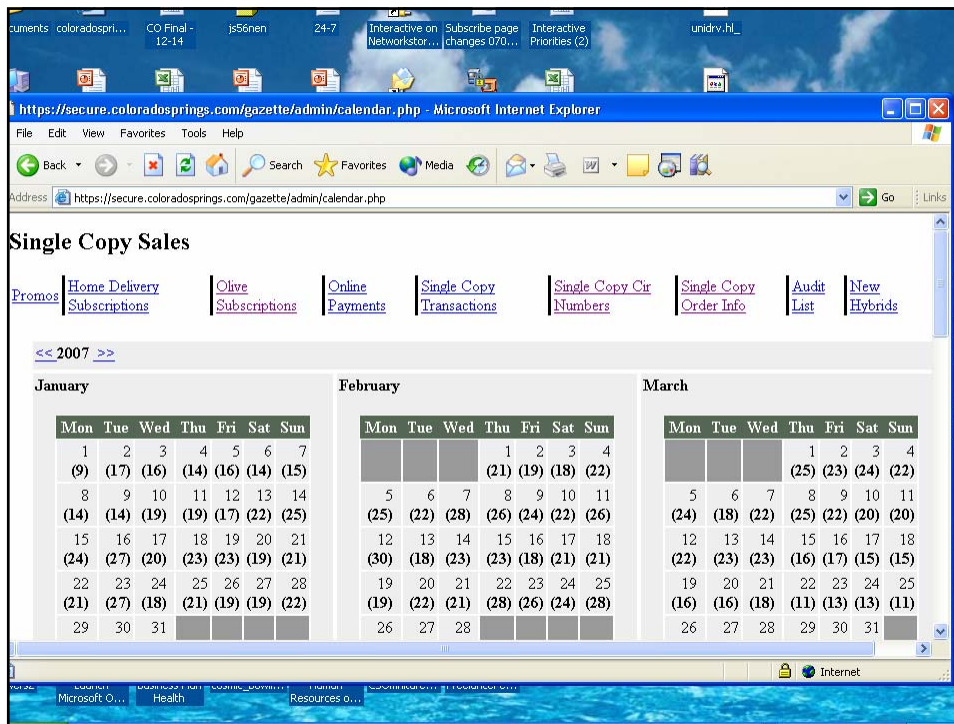 cuments coloradospri... CO Final - js56nen 24-7 Interactive on Subscribe page Interactive unidrv.hl_
12-14 Networkstor... changes 070... Priorities (2)
https://secure.coloradosprings.com/gazette/admin/calendar.php - Microsoft Internet Explorer
File Edit View Favorites Tools Help
Back Search Favorites Media
Address https://secure.coloradosprings.com/gazette/admin/calendar.php Go Links
Single Copy Sales
Promos Home Delivery Subscriptions Olive Subscriptions Online Payments Single Copy Transactions Single Copy Cir Numbers Single Copy Order Info Audit List New Hybrids
<< 2007 >>
January February March
Mon Tue Wed Thu Fri Sat Sun Mon Tue Wed Thu Fri Sat Sun Mon Tue Wed Thu Fri Sat Sun
1 2 3 4 5 6 7 1 2 3 4 1 2 3 4
(9) (17) (16) (14) (16) (14) (15) (21) (19) (18) (22) (25) (23) (24) (22)
8 9 10 11 12 13 14 5 6 7 8 9 10 11 5 6 7 8 9 10 11
(14) (14) (19) (19) (17) (22) (25) (25) (22) (28) (26) (24) (22) (26) (24) (18) (22) (25) (22) (20) (20)
15 16 17 18 19 20 21 12 13 14 15 16 17 18 12 13 14 15 16 17 18
(24) (27) (20) (23) (23) (19) (21) (30) (18) (23) (23) (18) (21) (21) (22) (23) (23) (16) (17) (15) (15)
22 23 24 25 26 27 28 19 20 21 22 23 24 25 19 20 21 22 23 24 25
(21) (27) (18) (21) (19) (19) (22) (19) (22) (21) (28) (26) (24) (28) (16) (16) (18) (11) (13) (13) (11)
29 30 31 26 27 28 26 27 28 29 30 31
Internet
Microsoft O... Health Resources o...